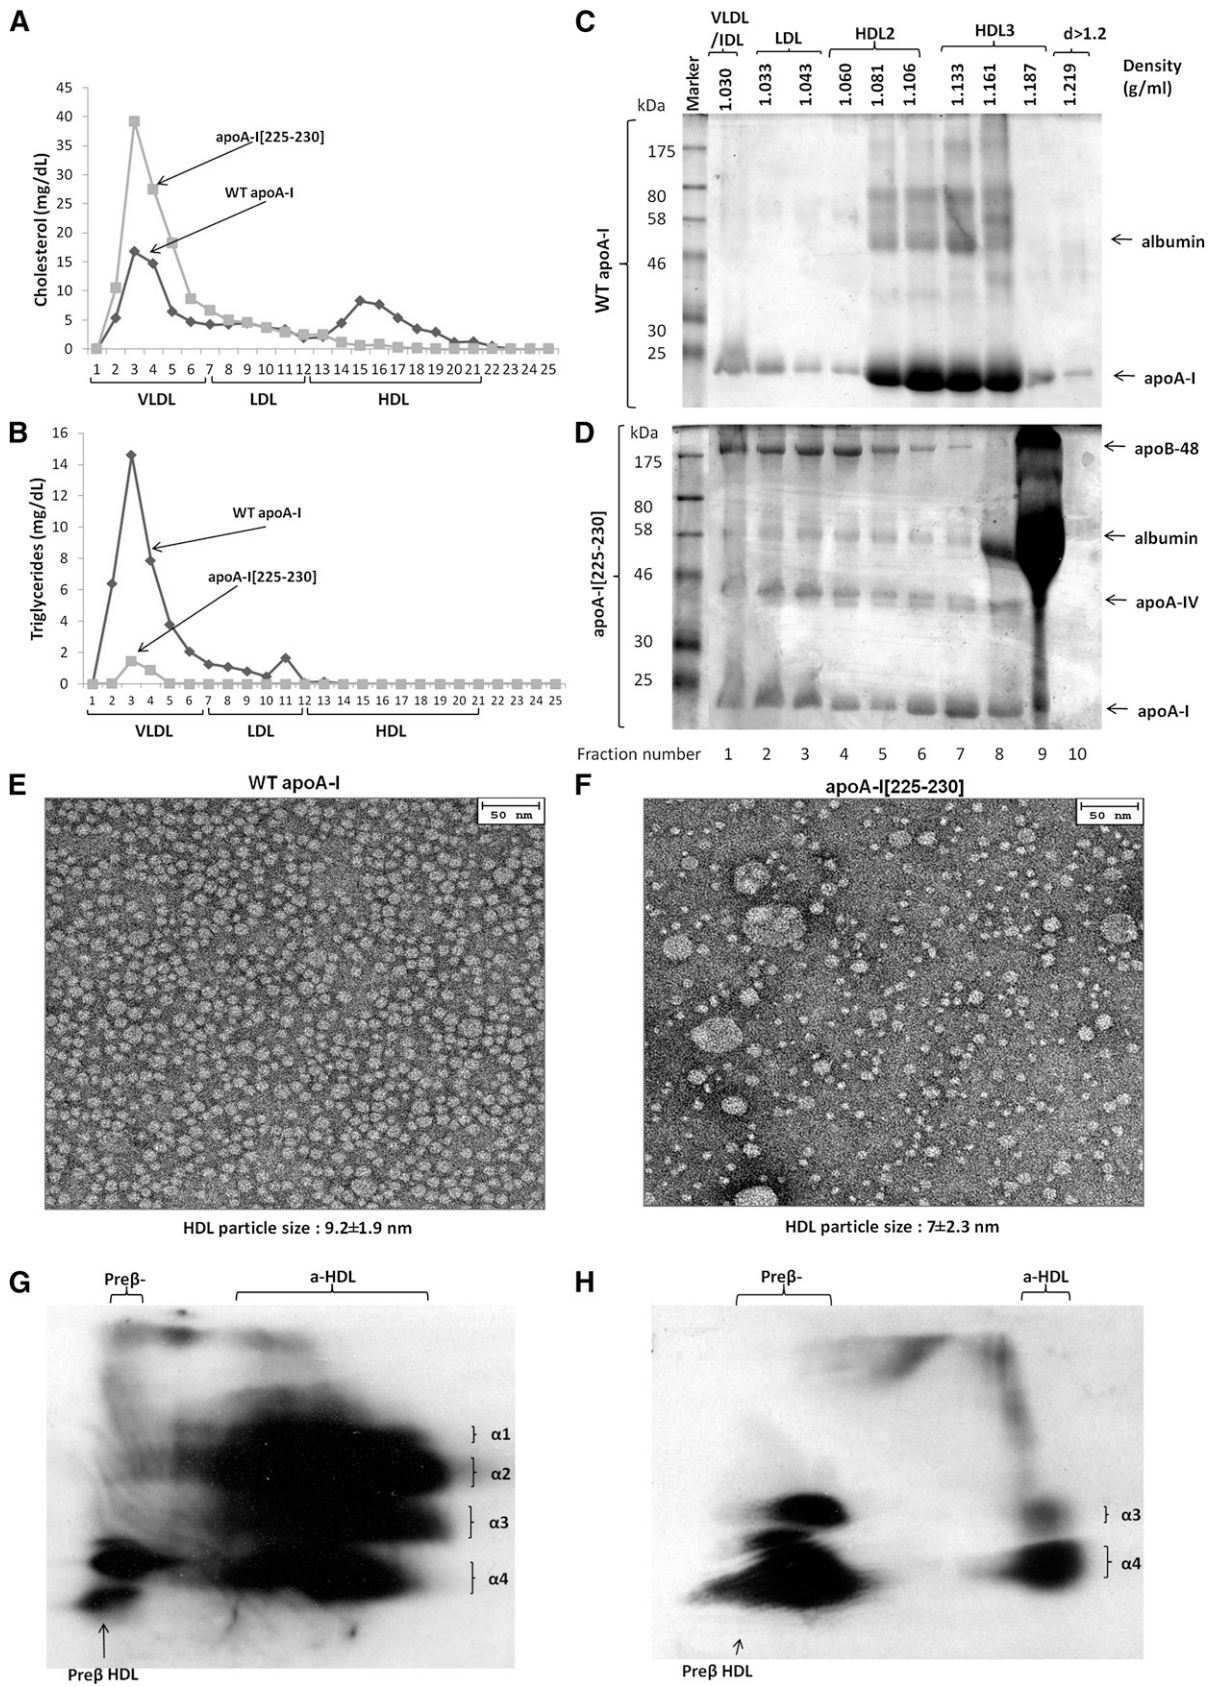 A
Cholesterol (mg/dL)
45
40
35
30
25
20
15
10
5
0
apoA-I[225-230]
WT apoA-I
1 2 3 4 5 6 7 8 9 10 11 12 13 14 15 16 17 18 19 20 21 22 23 24 25
VLDL LDL HDL
B
Triglycerides (mg/dL)
16
14
12
10
8
6
4
2
0
WT apoA-I
apoA-I[225-230]
1 2 3 4 5 6 7 8 9 10 11 12 13 14 15 16 17 18 19 20 21 22 23 24 25
VLDL LDL HDL
C
VLDL
/IDL LDL HDL2 HDL3 d>1.2
Marker 1.030 1.033 1.043 1.060 1.081 1.106 1.133 1.161 1.187 1.219
Density
(g/ml)
kDa
175
80
58
46
30
25
WT apoA-I
albumin
apoA-I
D
kDa
175
80
58
46
30
25
apoA-I[225-230]
apoB-48
albumin
apoA-IV
apoA-I
Fraction number 1 2 3 4 5 6 7 8 9 10
E
WT apoA-I
50 nm
HDL particle size : 9.2±1.9 nm
F
apoA-I[225-230]
50 nm
HDL particle size : 7±2.3 nm
G
Preβ- a-HDL
α1
α2
α3
α4
Preβ HDL
H
Preβ- a-HDL
α3
α4
Preβ HDL